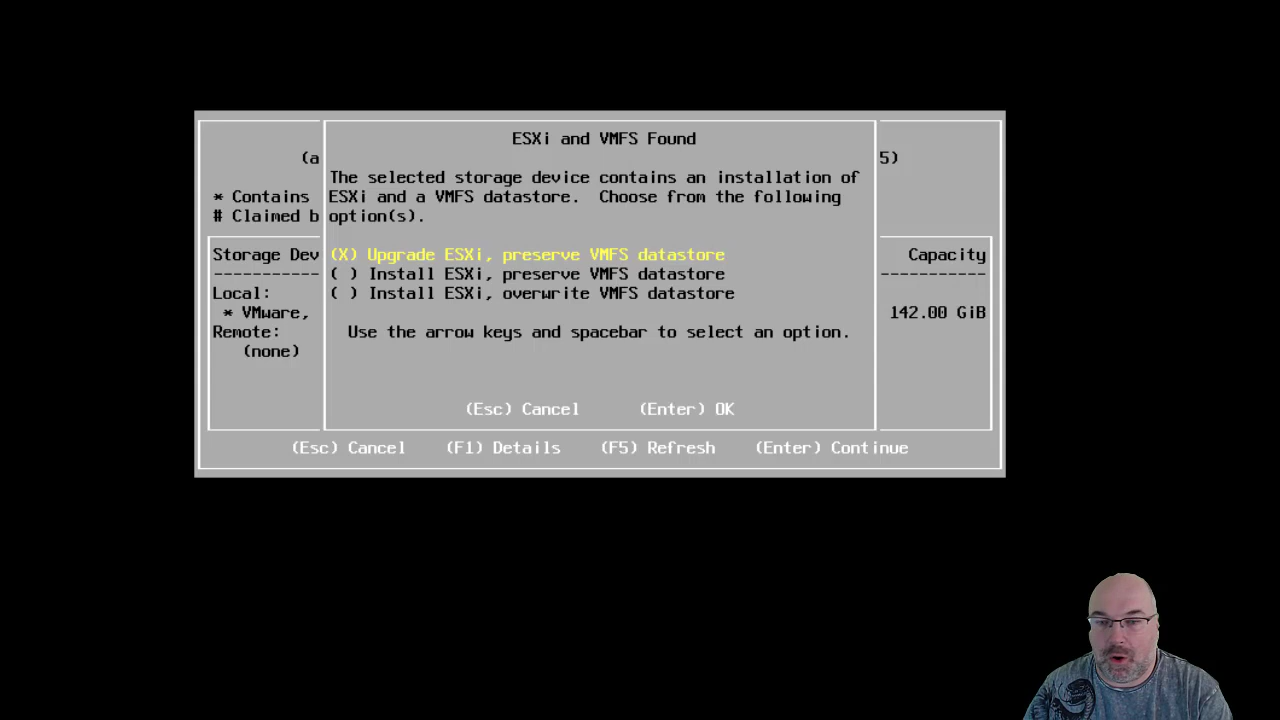 ESXi and VMFS Found
(a
5)
The selected storage device contains an installation of
* Contains
ESXi and a VMFS datastore.  Choose from the following
# Claimed b
option(s).
Storage Dev
(X) Upgrade ESXi, preserve VMFS datastore
Capacity
-----------
( ) Install ESXi, preserve VMFS datastore
-----------
Local:
( ) Install ESXi, overwrite VMFS datastore
* VMware,
142.00 GiB
Remote:
Use the arrow keys and spacebar to select an option.
(none)
(Esc) Cancel      (Enter) OK
(Esc) Cancel    (F1) Details    (F5) Refresh    (Enter) Continue